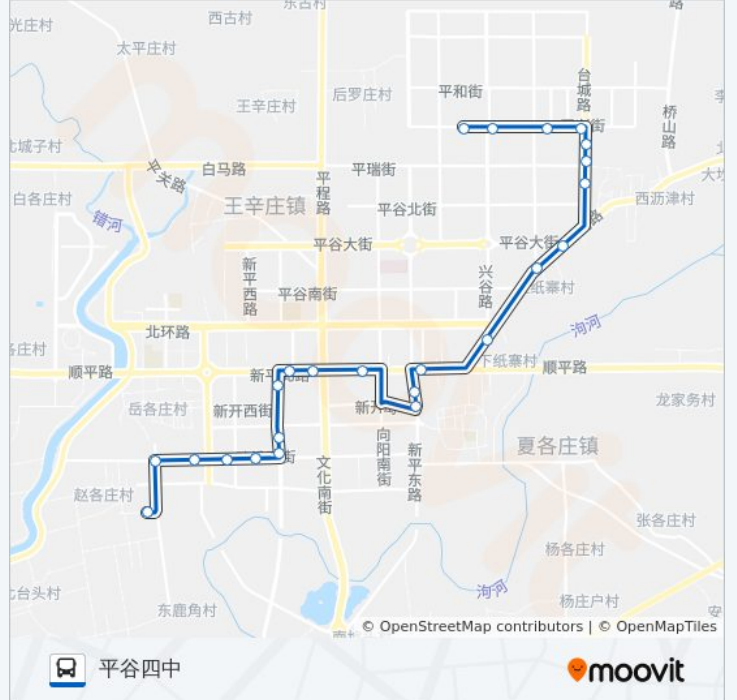 东古村
路
光庄村
西古村
太平庄村
台城路
平和街
后罗庄村
王辛庄村
桥山路
北城子村
平关路
白马路
平瑞街
平程路
白各庄村
西沥津村
王辛庄镇
平谷北街
错河
平谷大街
平谷大街
新平西路
兴谷路
平谷南街
纸寨村
洵河
北环路
下纸寨村
顺平路
顺平路
新平
岳各庄村
新开西街
龙家务村
向阳南街
夏各庄镇
新平东路
文化南街
街
赵各庄村
张各庄村
杨各庄村
台头村
洵河
杨庄户村
东鹿角村
安
© OpenStreetMap contributors | © OpenMapTiles
平谷四中
moovit